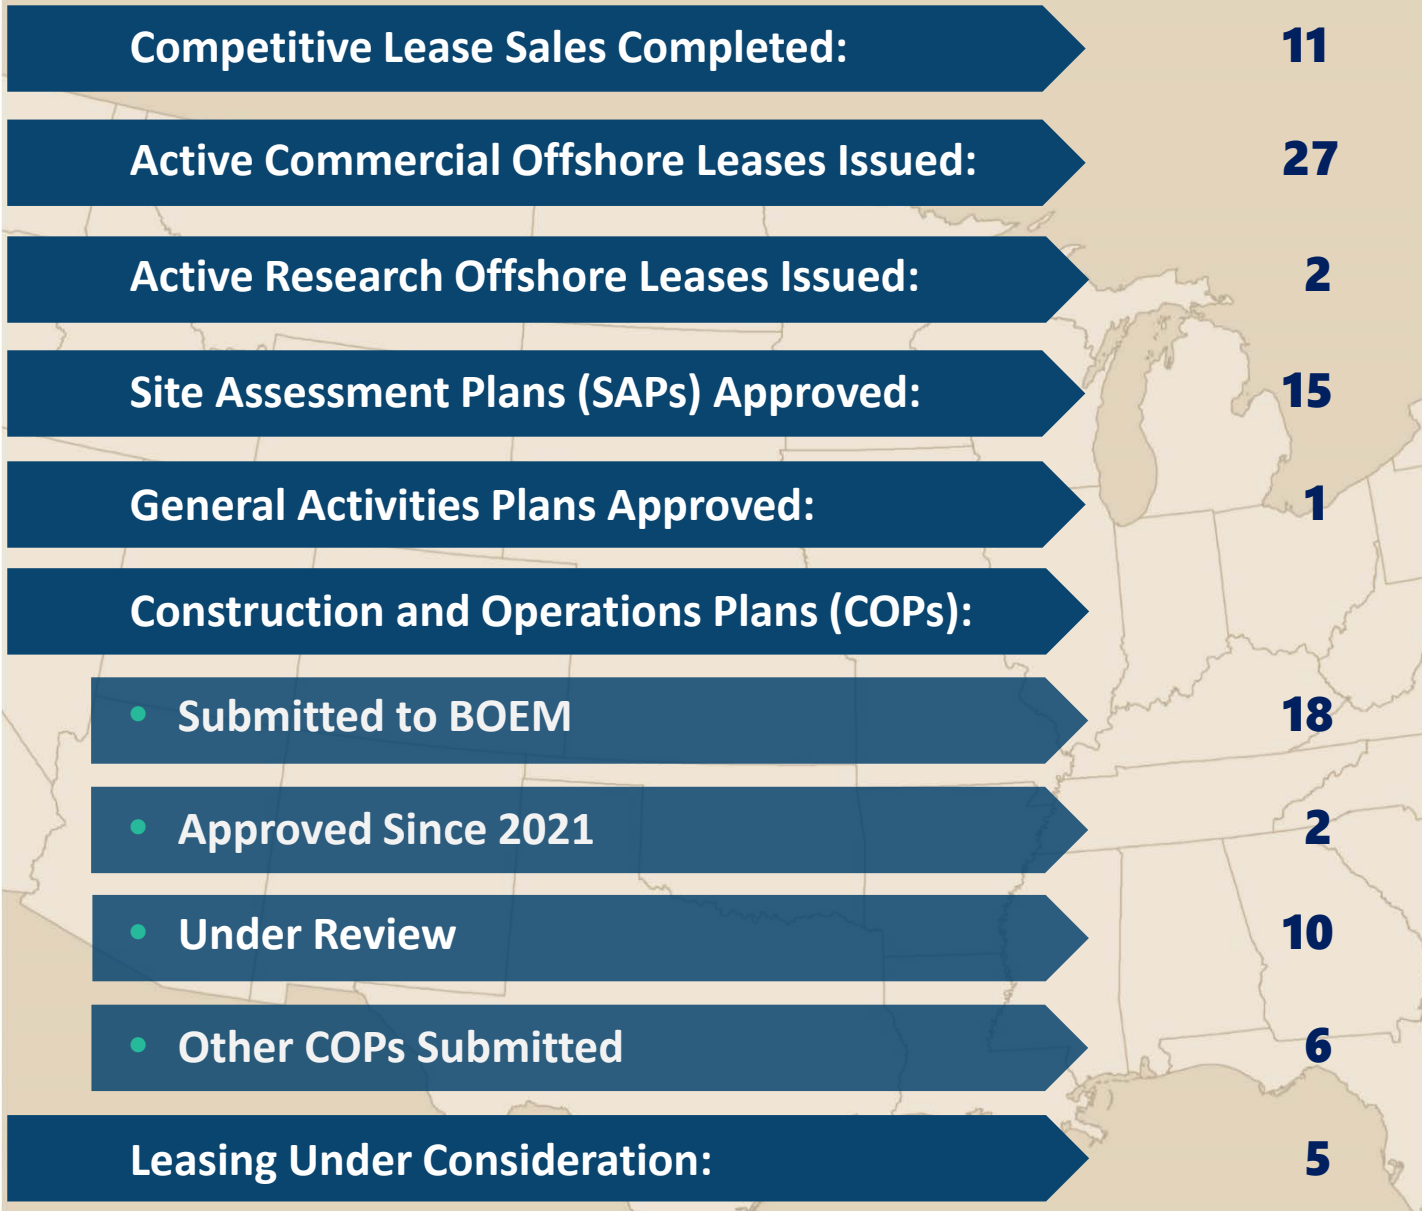 Competitive Lease Sales Completed: 11
Active Commercial Offshore Leases Issued: 27
Active Research Offshore Leases Issued: 2
Site Assessment Plans (SAPs) Approved: 15
General Activities Plans Approved: 1
Construction and Operations Plans (COPs):
• Submitted to BOEM 18
• Approved Since 2021 2
• Under Review 10
• Other COPs Submitted 6
Leasing Under Consideration: 5